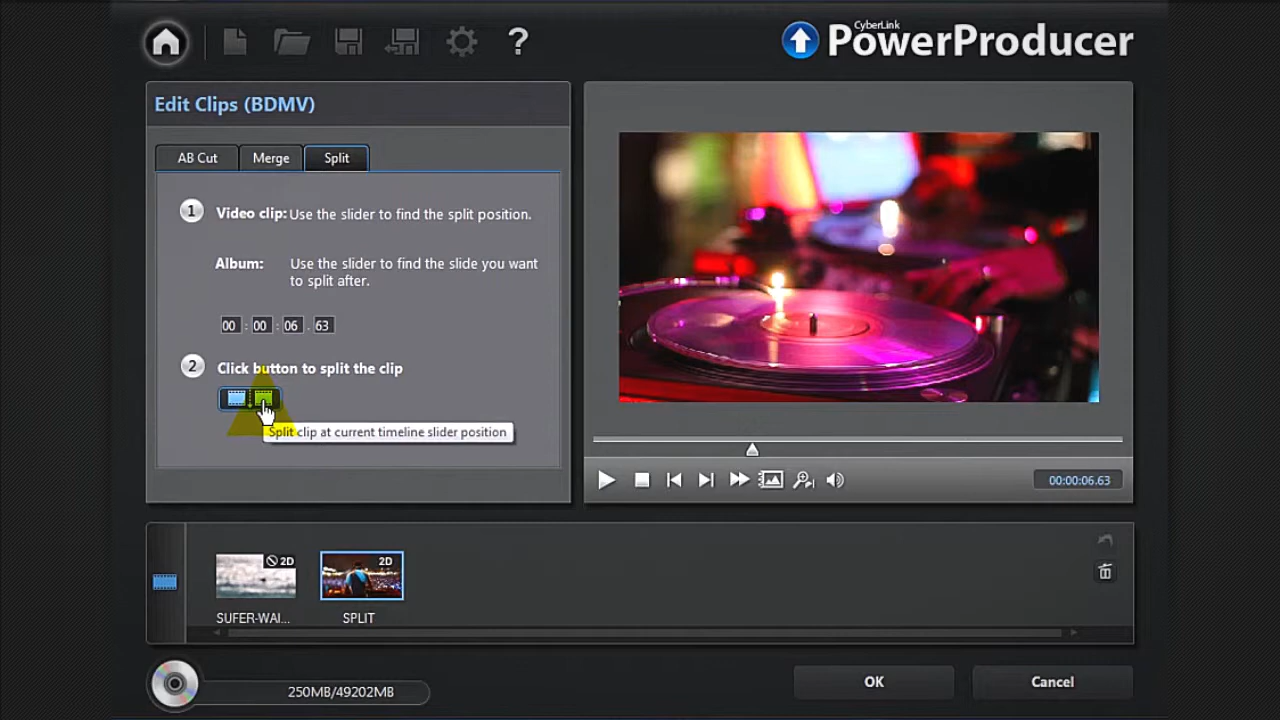 ?
CyberLink
PowerProducer
Edit Clips (BDMV)
AB Cut
Merge
Split
1
Video clip: Use the slider to find the split position.
Album: Use the slider to find the slide you want
to split after.
00 : 00 : 06 . 63
2
Click button to split the clip
Split clip at current timeline slider position
00:00:06.63
2D
2D
SUFER-WAI...
SPLIT
250MB/49202MB
OK
Cancel